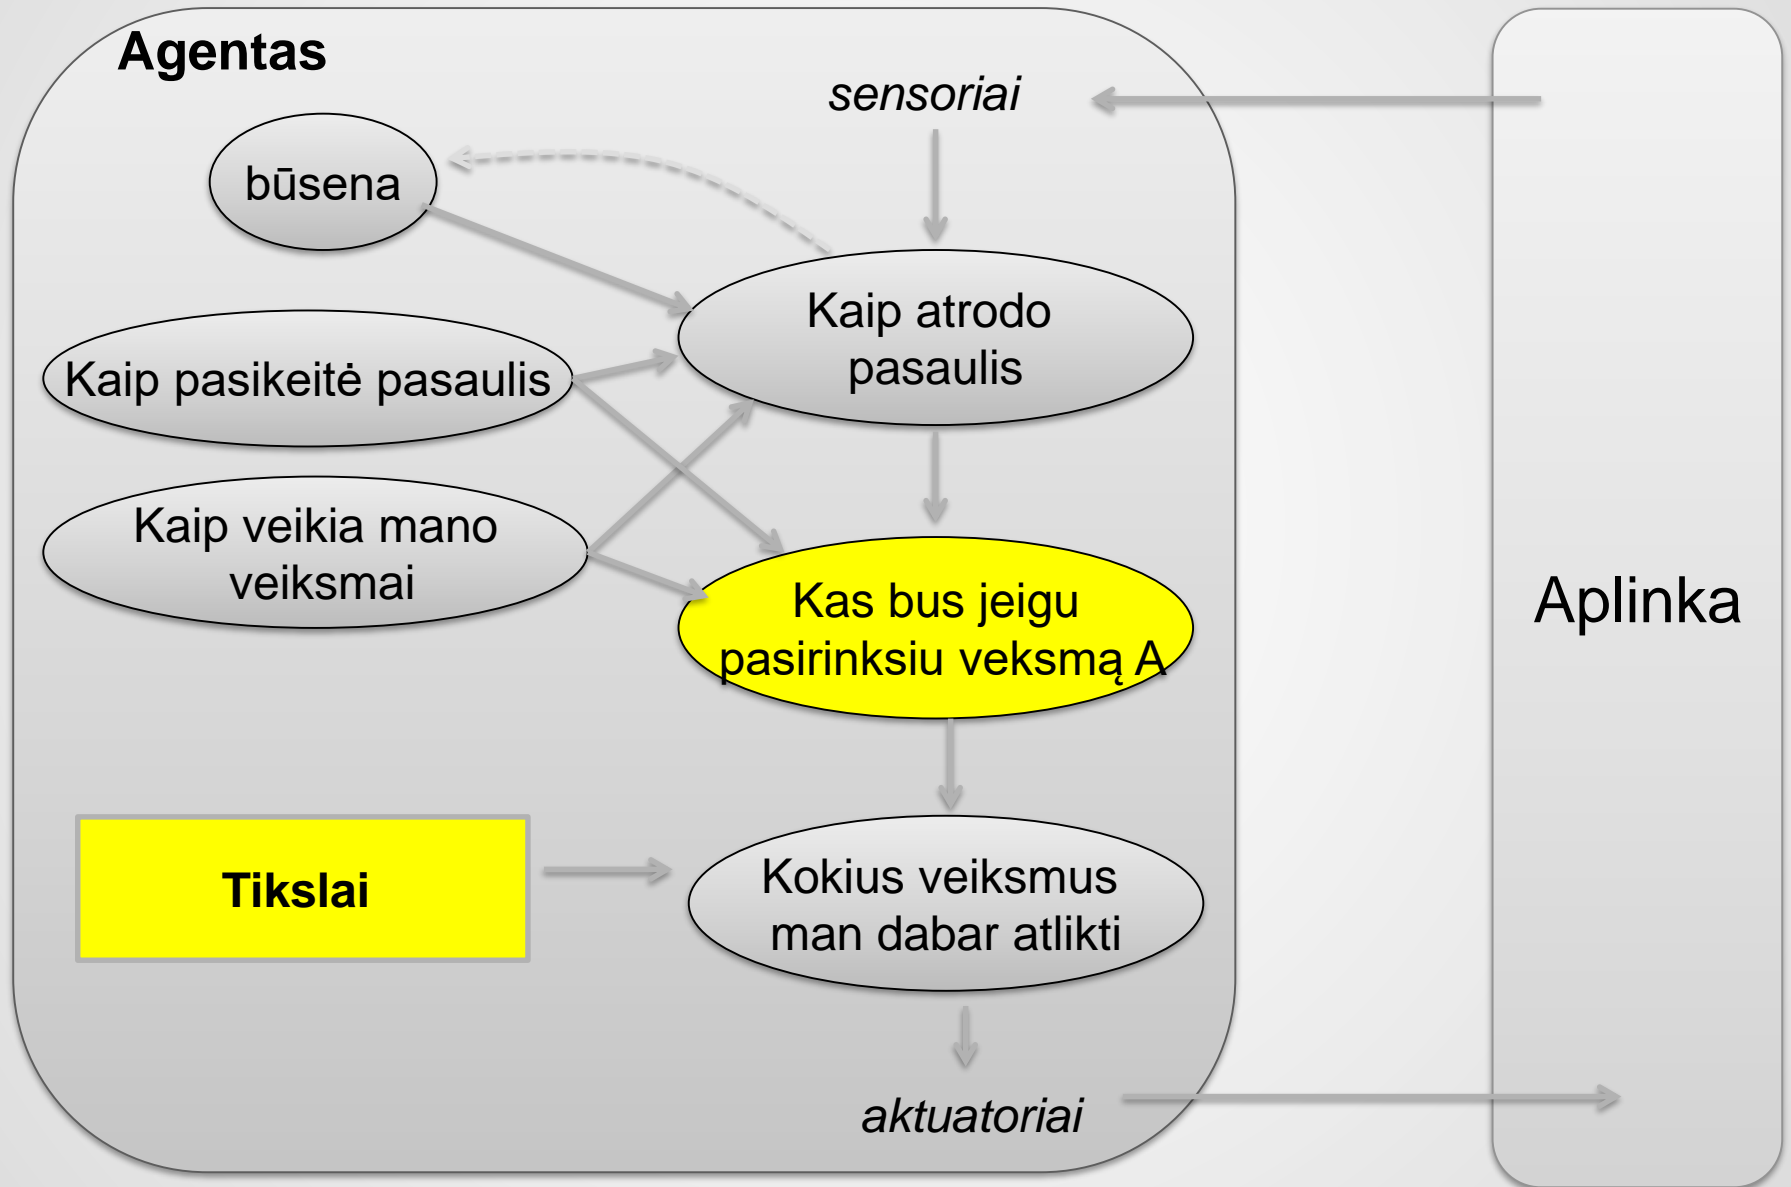 Agentas
sensoriai
būsena
Kaip atrodo
pasaulis
Kaip pasikeitė pasaulis
Kaip veikia mano
veiksmai
Kas bus jeigu
pasirinksiu veksmą A
Aplinka
Tikslai
Kokius veiksmus
man dabar atlikti
aktuatoriai